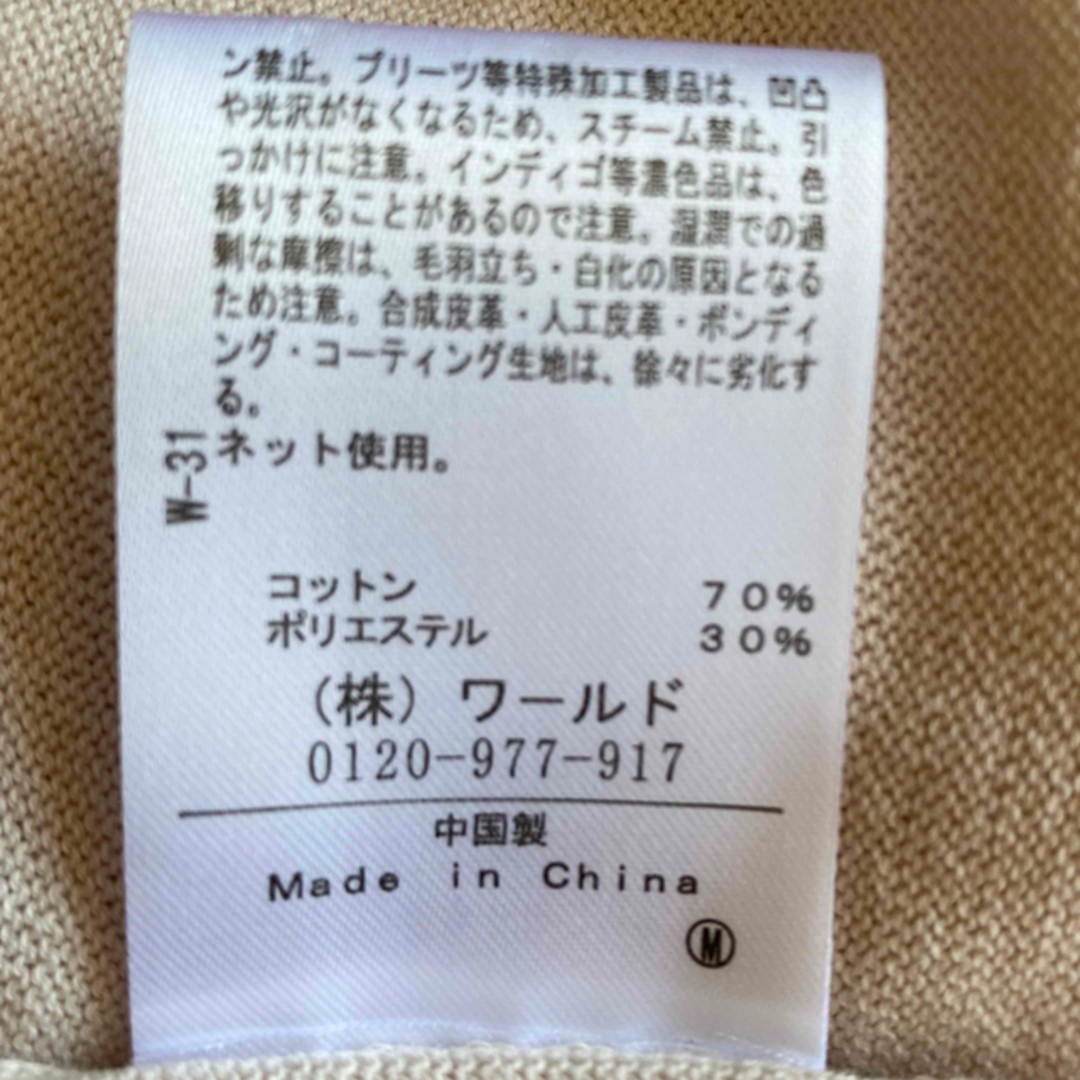 ン禁止。プリーツ等特殊加工製品は、凹凸
や光沢がなくなるため、スチーム禁止。引
っかけに注意。インディゴ等濃色品は、色
移りすることがあるので注意。湿潤での過
剰な摩擦は、毛羽立ち・白化の原因となる
ため注意。合成皮革・人工皮革・ボンディ
ング・コーティング生地は、徐々に劣化す
る。
ネット使用。
W-31
コットン 70%
ポリエステル 30%
(株)ワールド
0120-977-917
中国製
Made in China
Ⓜ